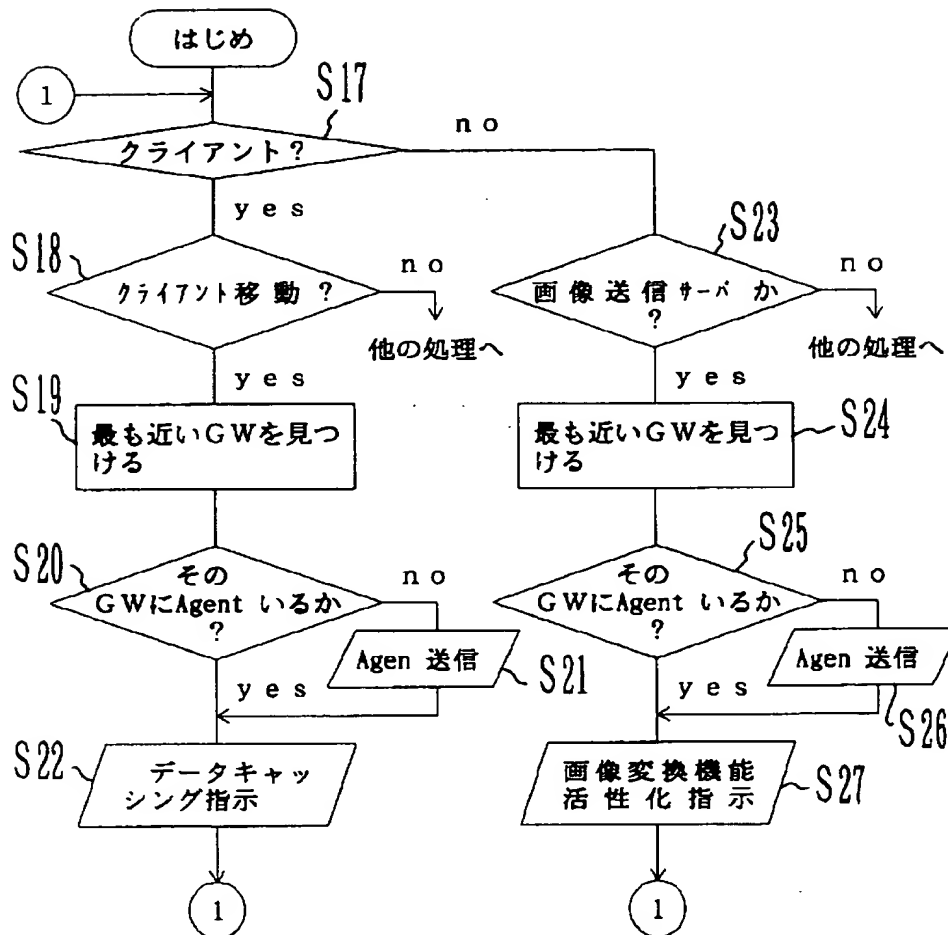 はじめ
1
S17
クライアント?
no
yes
S18
クライアント移動?
no
他の処理へ
yes
S23
画像送信サーバか
?
no
他の処理へ
yes
S19
最も近いGWを見つ
ける
S24
最も近いGWを見つ
ける
S20
その
GWにAgent いるか
?
no
Agen 送信
S21
yes
S25
その
GWにAgent いるか
?
no
Agen 送信
S26
yes
S22
データキャッ
シング指示
S27
画像変換機能
活性化指示
1
1